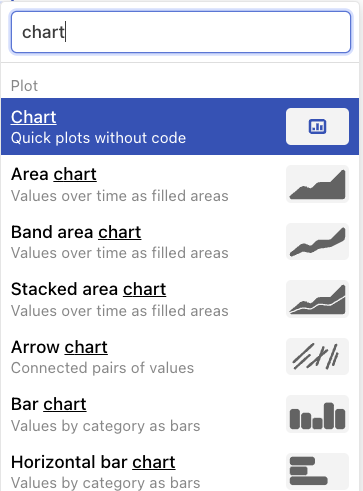 chart
Plot
Chart
Quick plots without code
Area chart
Values over time as filled areas
Band area chart
Values over time as filled areas
Stacked area chart
Values over time as filled areas
Arrow chart
Connected pairs of values
Bar chart
Values by category as bars
Horizontal bar chart
Values by category as bars